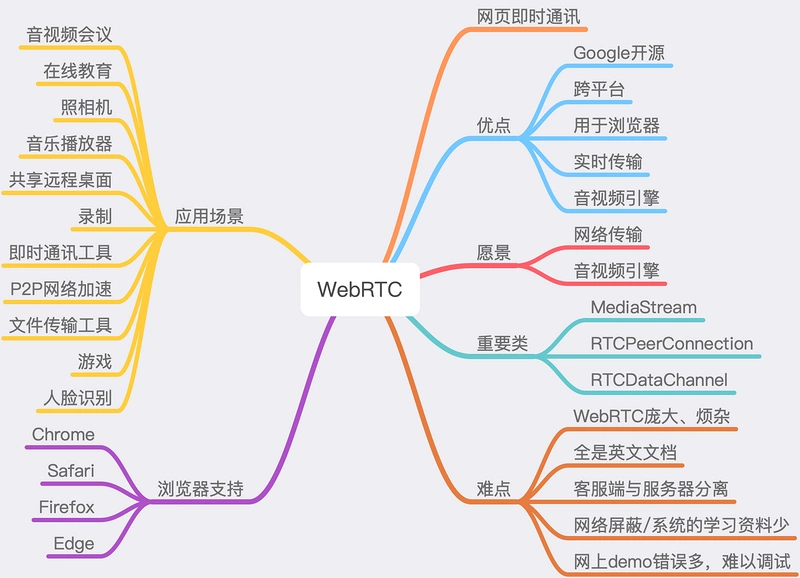 WebRTC
网页即时通讯
优点
Google开源
跨平台
用于浏览器
实时传输
音视频引擎
愿景
网络传输
音视频引擎
重要类
MediaStream
RTCPeerConnection
RTCDataChannel
难点
WebRTC庞大、烦杂
全是英文文档
客服端与服务器分离
网络屏蔽/系统的学习资料少
网上demo错误多，难以调试
应用场景
音视频会议
在线教育
照相机
音乐播放器
共享远程桌面
录制
即时通讯工具
P2P网络加速
文件传输工具
游戏
人脸识别
浏览器支持
Chrome
Safari
Firefox
Edge